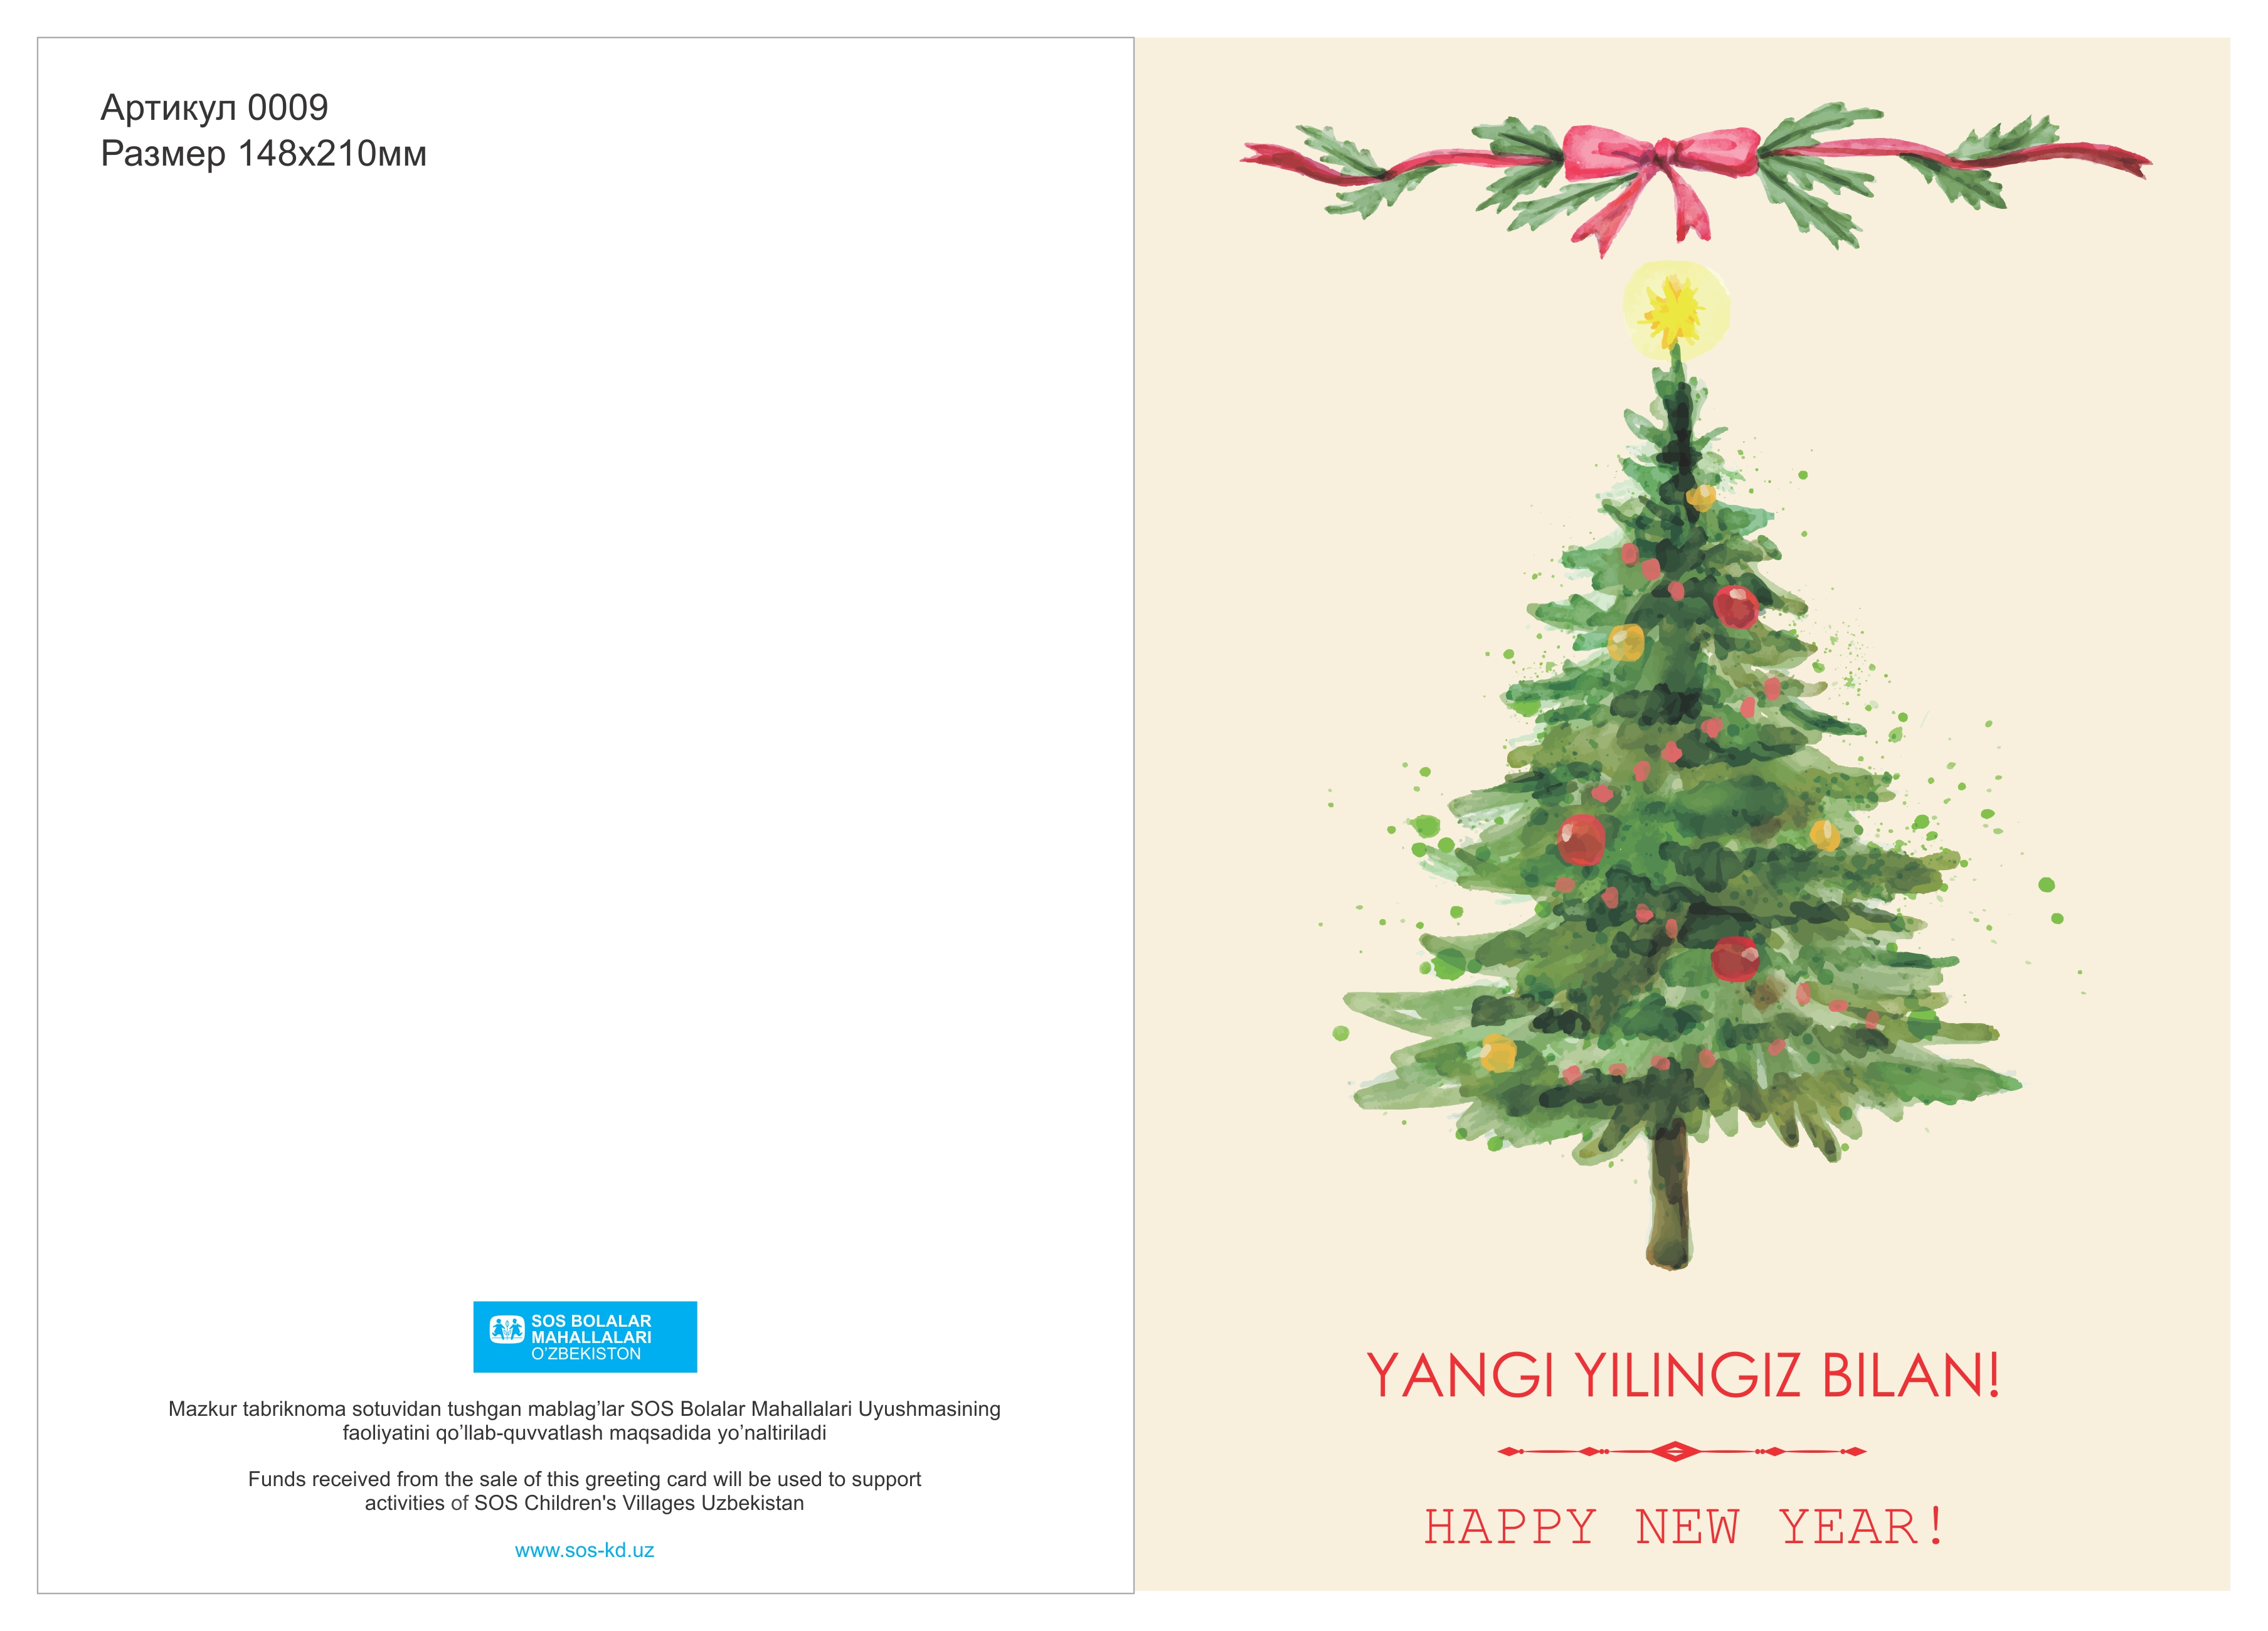 Артикул 0009
Размер 148х210мм
SOS BOLALAR
MAHALLALARI
O’ZBEKISTON
Mazkur tabriknoma sotuvidan tushgan mablag’lar SOS Bolalar Mahallalari Uyushmasining
faoliyatini qo’llab-quvvatlash maqsadida yo’naltiriladi
Funds received from the sale of this greeting card will be used to support
activities of SOS Children's Villages Uzbekistan
www.sos-kd.uz
YANGI YILINGIZ BILAN!
HAPPY NEW YEAR!